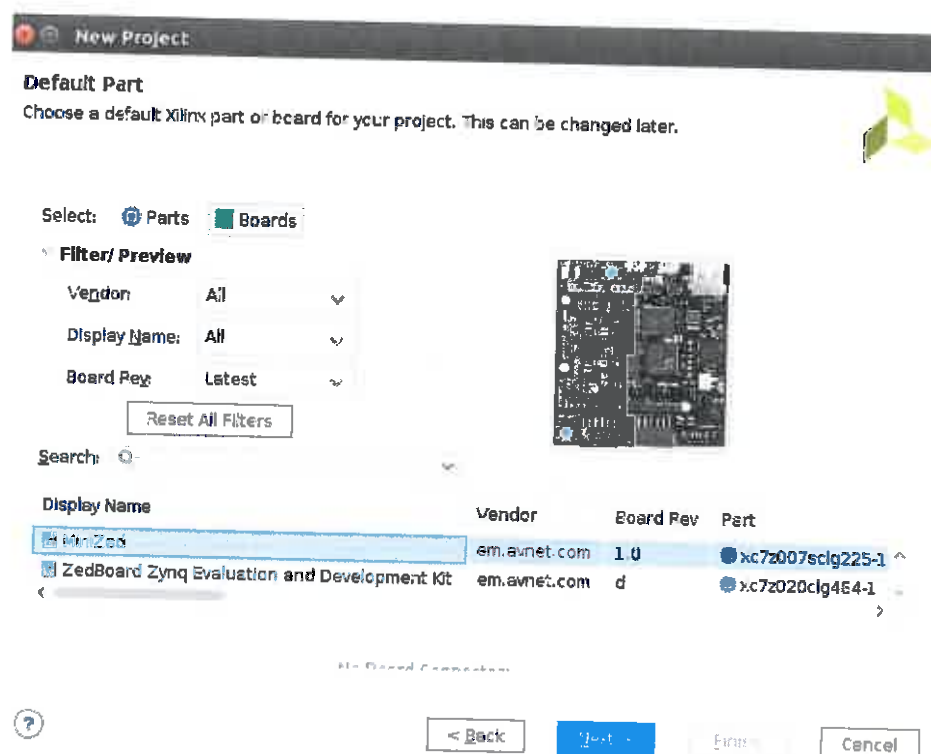 New Project
Default Part
Choose a default Xilinx part or board for your project. This can be changed later.
Select: Parts Boards
Filter/ Preview
Vendor: All
Display Name: All
Board Rev: Latest
Reset All Filters
Search: Q-
Display Name Vendor Board Rev Part
MiniZed em.avnet.com 1.0 xc7z007sclg225-1
ZedBoard Zynq Evaluation and Development Kit em.avnet.com d xc7z020clg484-1
? < Back Next > Finish Cancel